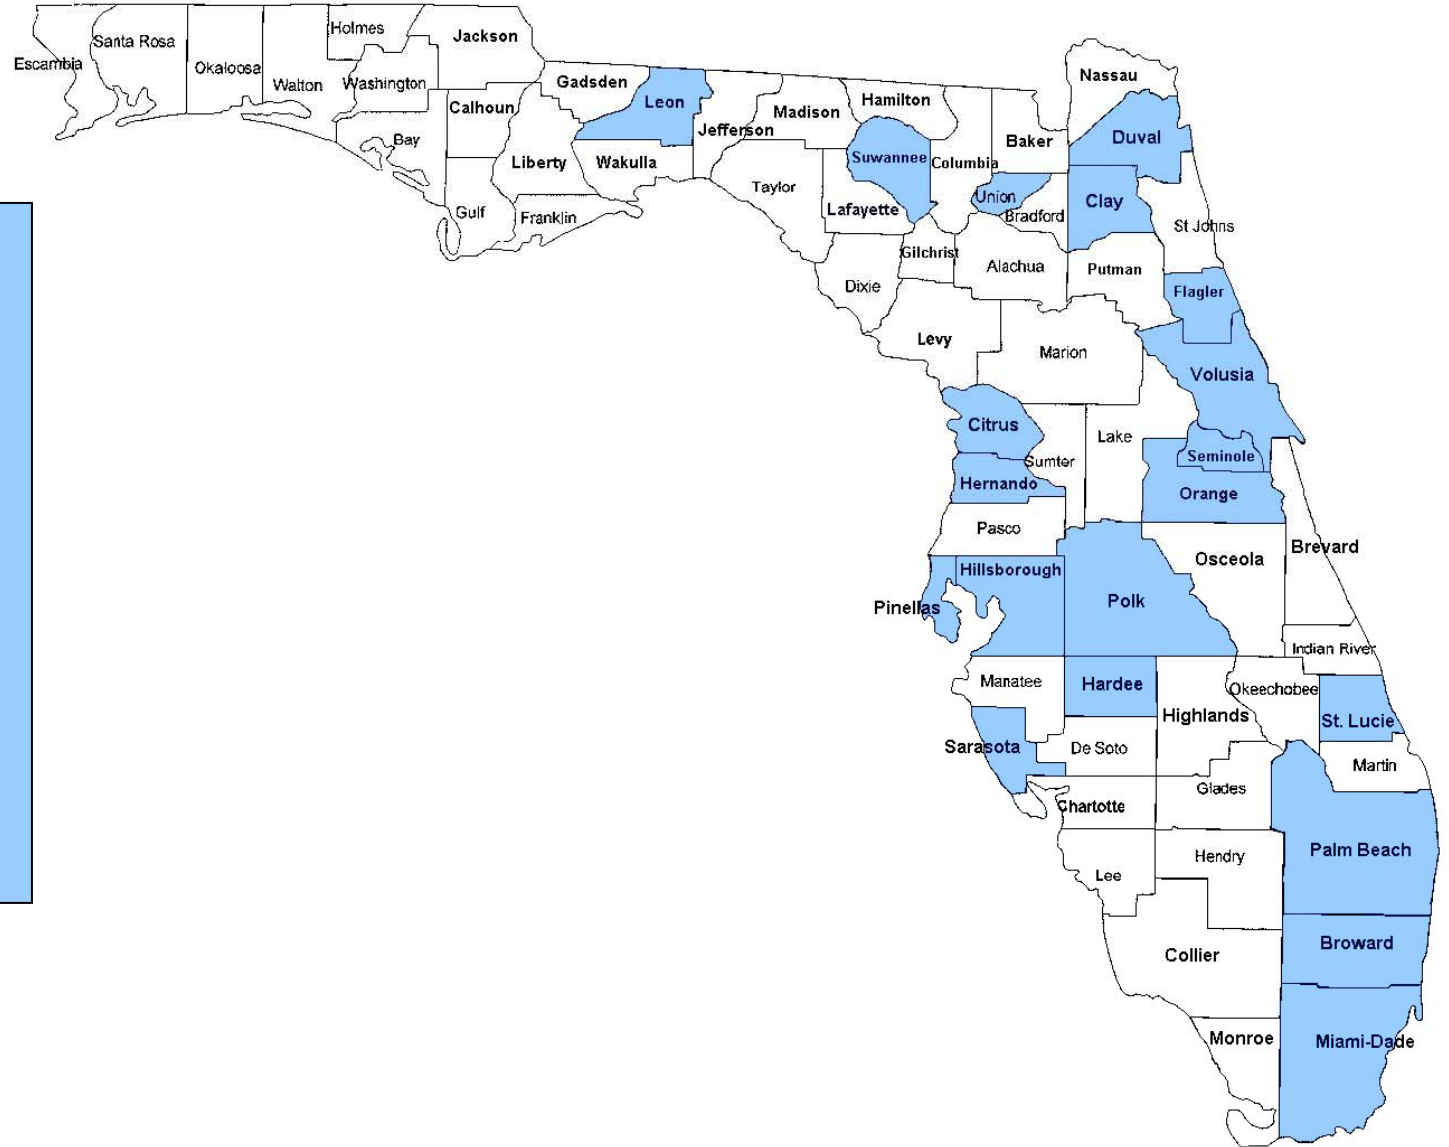 Escambia
Santa Rosa
Okaloosa
Walton
Holmes
Washington
Jackson
Bay
Calhoun
Gulf
Liberty
Gadsden
Franklin
Leon
Wakulla
Jefferson
Madison
Taylor
Hamilton
Suwannee
Lafayette
Columbia
Baker
Union
Bradford
Nassau
Duval
Clay
St Johns
Gilchrist
Dixie
Alachua
Putman
Flagler
Levy
Marion
Volusia
Citrus
Sumter
Lake
Seminole
Hernando
Orange
Pasco
Brevard
Osceola
Hillsborough
Pinellas
Polk
Indian River
Manatee
Hardee
Okeechobee
Highlands
St. Lucie
Sarasota
De Soto
Martin
Glades
Chartotte
Palm Beach
Hendry
Lee
Broward
Collier
Monroe
Miami-Dade